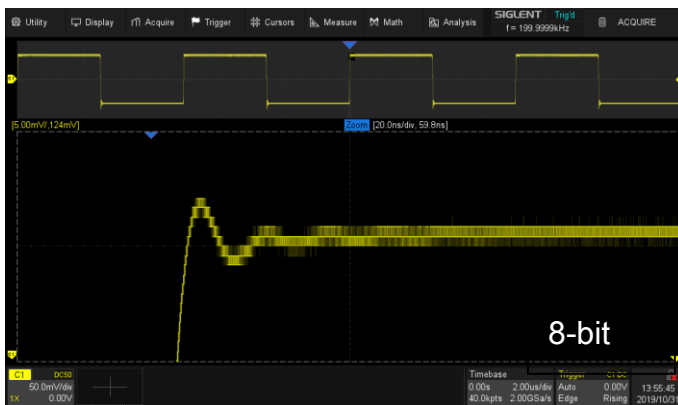 Utility Display Acquire Trigger Cursors Measure Math Analysis SIGLENT Trig'd ACQUIRE
f = 199.9999kHz
[5.00mV/,124mV] Zoom [20.0ns/div, 59.8ns]
8-bit
C1 DC50 Timebase Trigger C1 DC
50.0mV/div 0.00s 2.00us/div Auto 0.00V 13:55:45
1X 0.00V 40.0kpts 2.00GSa/s Edge Rising 2019/10/31